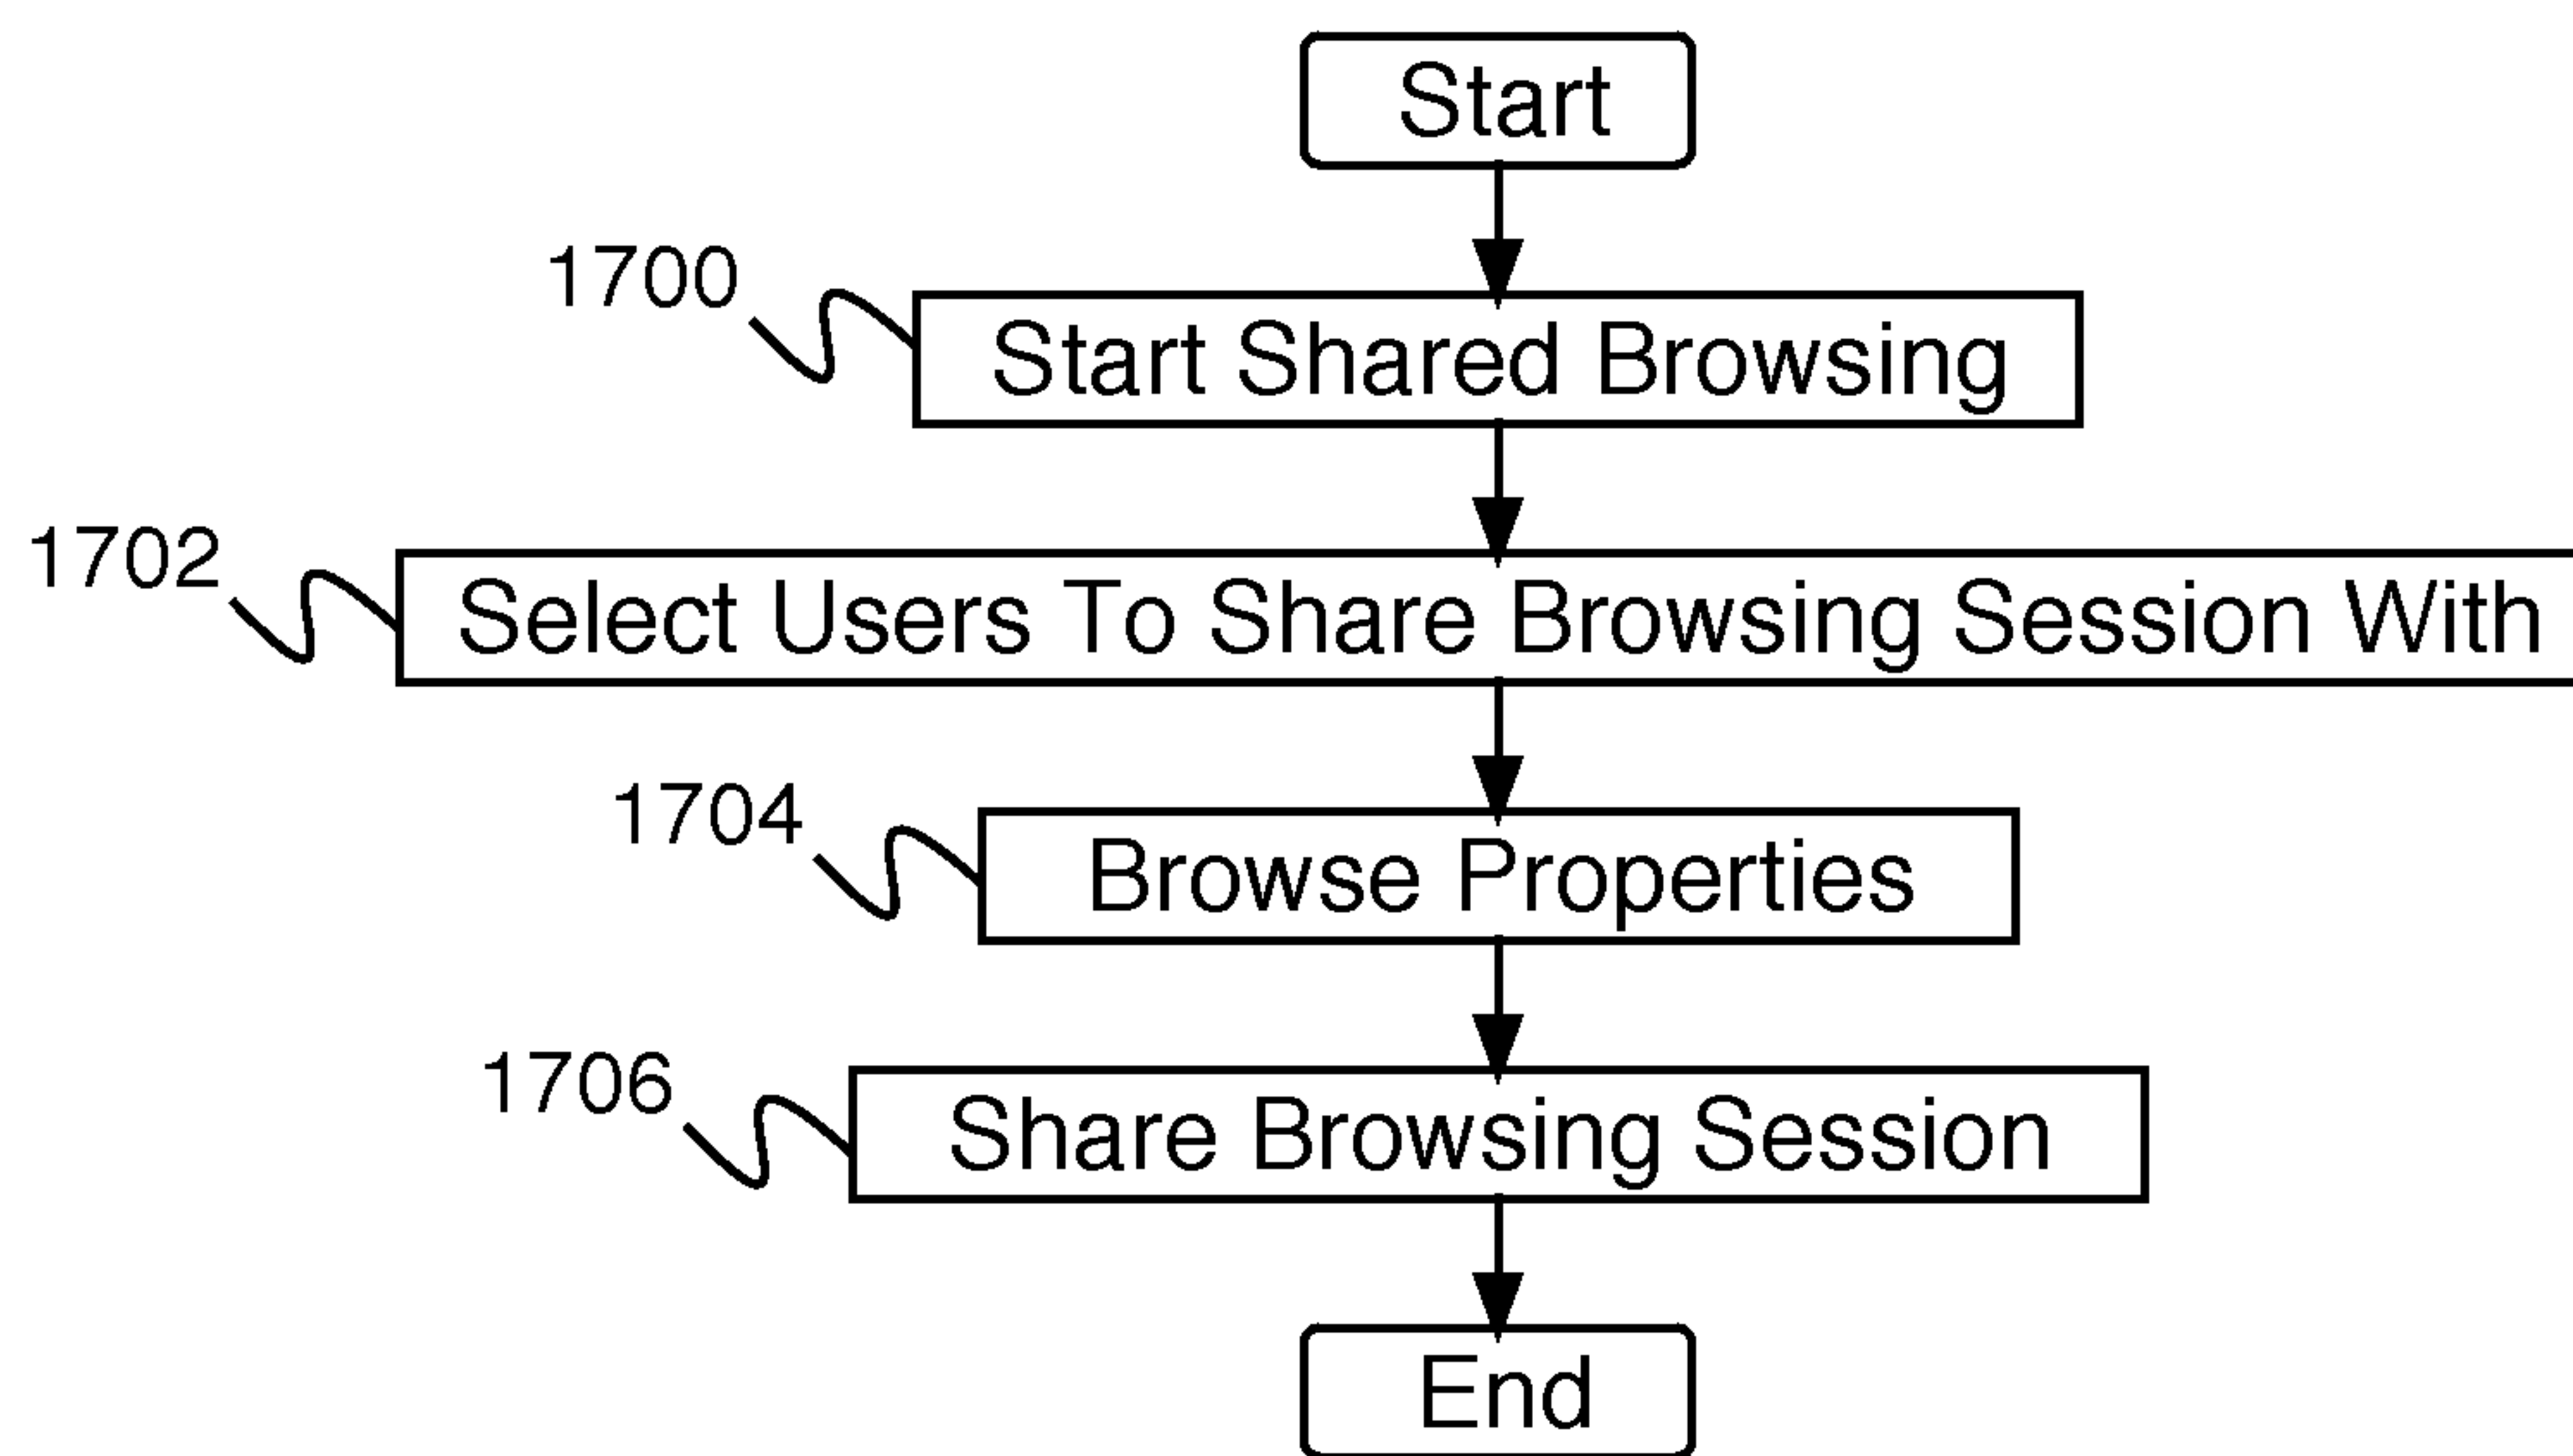 Start
1700
Start Shared Browsing
1702
Select Users To Share Browsing Session With
1704
Browse Properties
1706
Share Browsing Session
End